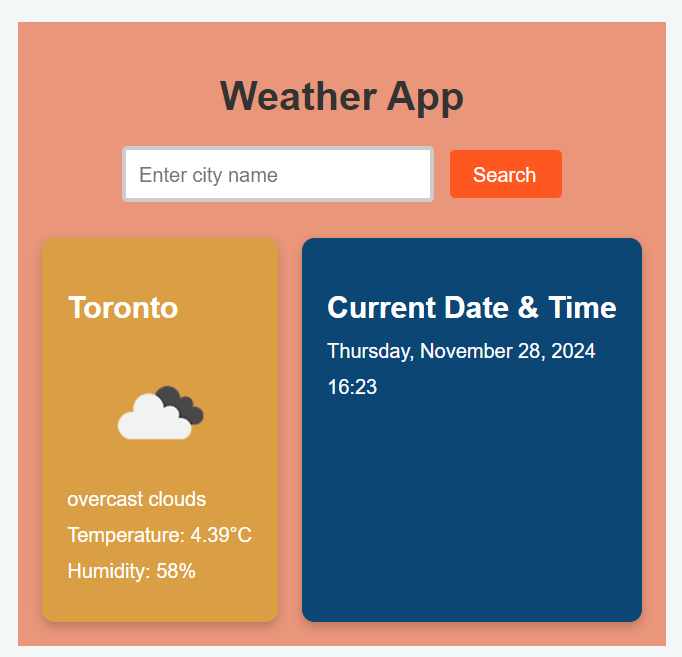 Weather App
Enter city name
Search
Toronto
overcast clouds
Temperature: 4.39°C
Humidity: 58%
Current Date & Time
Thursday, November 28, 2024
16:23